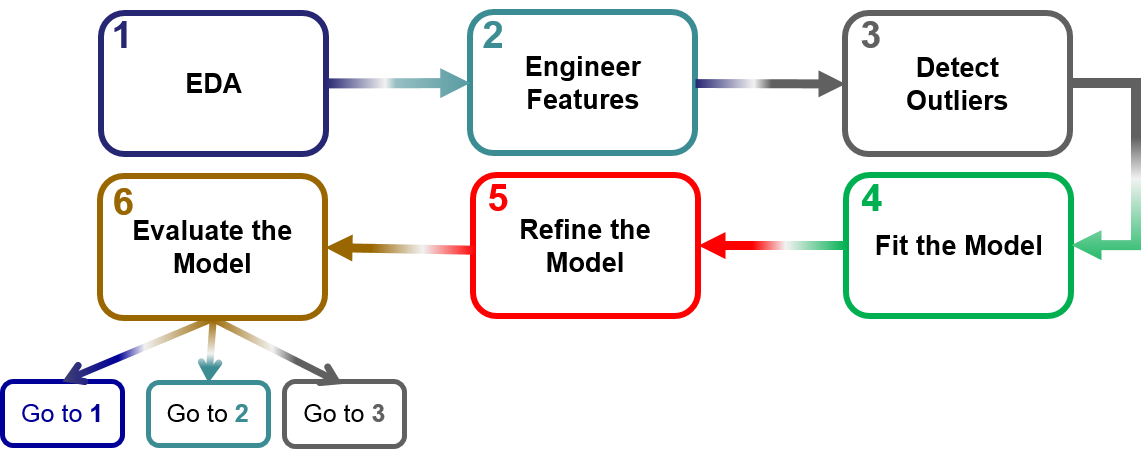 1
EDA
2
Engineer
Features
3
Detect
Outliers
4
Fit the Model
5
Refine the
Model
6
Evaluate the
Model
Go to 1
Go to 2
Go to 3